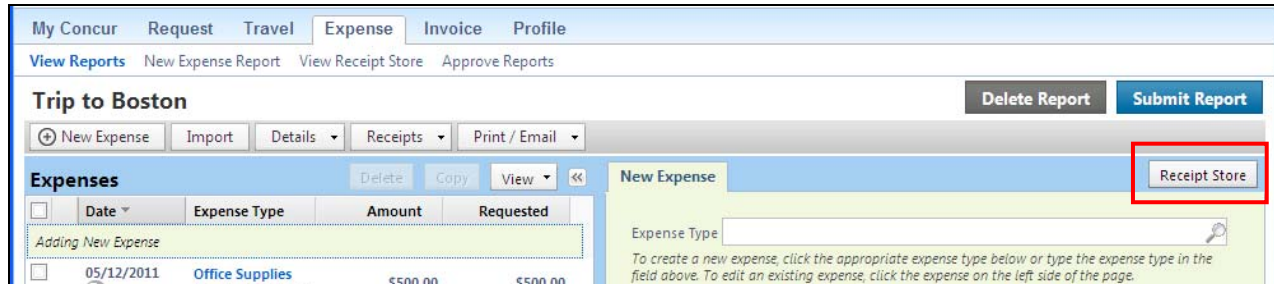 My Concur Request Travel Expense Invoice Profile
View Reports New Expense Report View Receipt Store Approve Reports
Trip to Boston Delete Report Submit Report
New Expense Import Details Receipts Print / Email
Expenses Delete Copy View New Expense Receipt Store
Date Expense Type Amount Requested
Adding New Expense
Expense Type
To create a new expense, click the appropriate expense type below or type the expense type in the
field above. To edit an existing expense, click the expense on the left side of the page.
05/12/2011 Office Supplies $500.00 $500.00